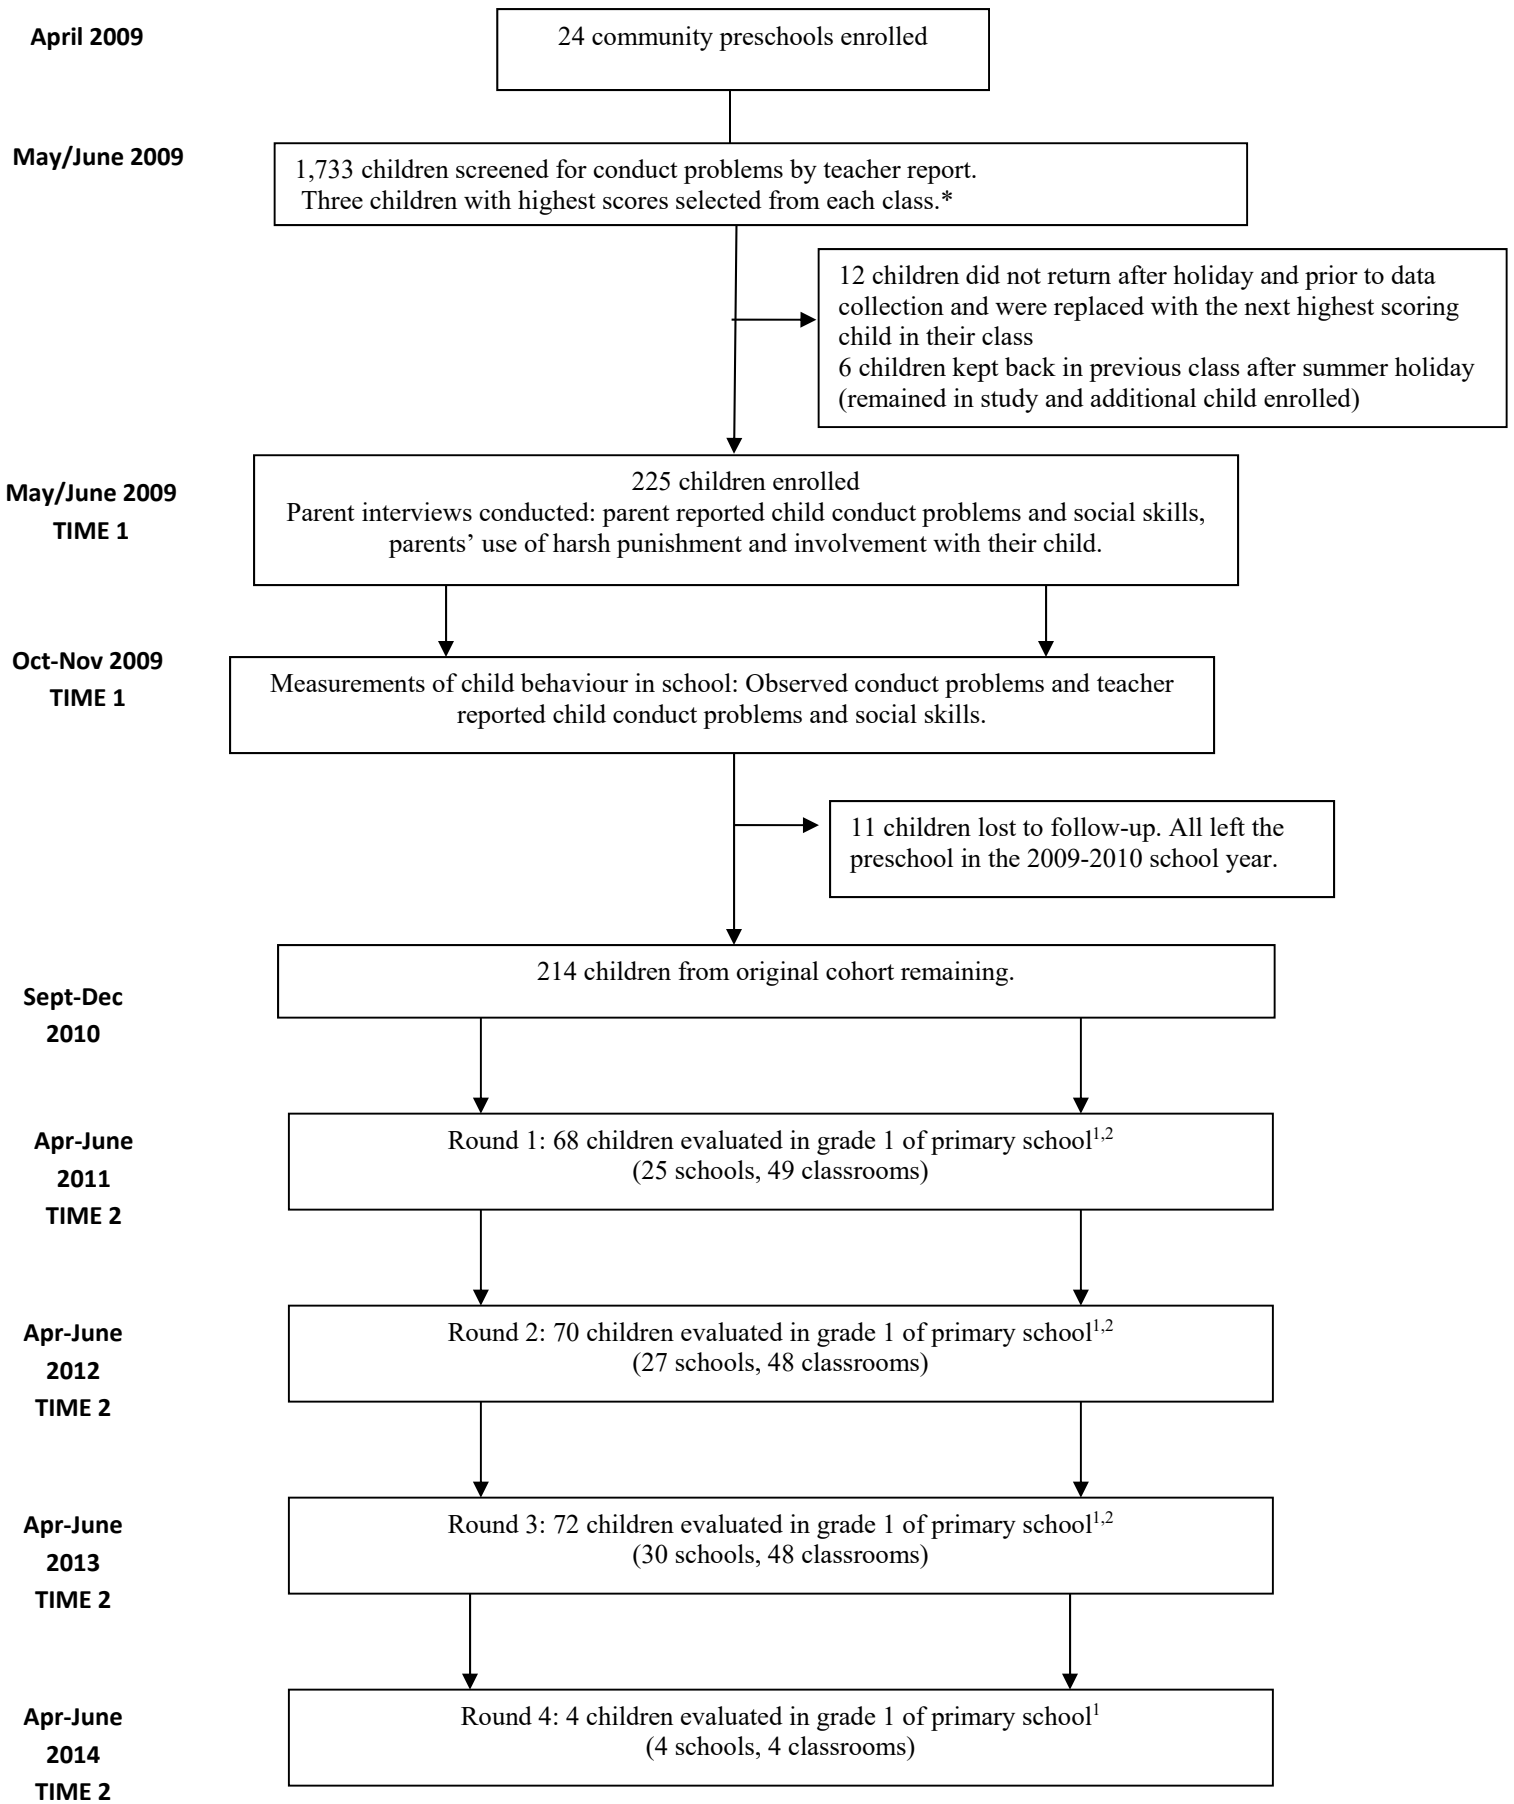 April 2009
24 community preschools enrolled
May/June 2009
1,733 children screened for conduct problems by teacher report.
Three children with highest scores selected from each class.*
12 children did not return after holiday and prior to data
collection and were replaced with the next highest scoring
child in their class
6 children kept back in previous class after summer holiday
(remained in study and additional child enrolled)
May/June 2009
TIME 1
225 children enrolled
Parent interviews conducted: parent reported child conduct problems and social skills,
parents’ use of harsh punishment and involvement with their child.
Oct-Nov 2009
TIME 1
Measurements of child behaviour in school: Observed conduct problems and teacher
reported child conduct problems and social skills.
11 children lost to follow-up. All left the
preschool in the 2009-2010 school year.
Sept-Dec
2010
214 children from original cohort remaining.
Apr-June
2011
TIME 2
Round 1: 68 children evaluated in grade 1 of primary school1,2
(25 schools, 49 classrooms)
Apr-June
2012
TIME 2
Round 2: 70 children evaluated in grade 1 of primary school1,2
(27 schools, 48 classrooms)
Apr-June
2013
TIME 2
Round 3: 72 children evaluated in grade 1 of primary school1,2
(30 schools, 48 classrooms)
Apr-June
2014
TIME 2
Round 4: 4 children evaluated in grade 1 of primary school1
(4 schools, 4 classrooms)